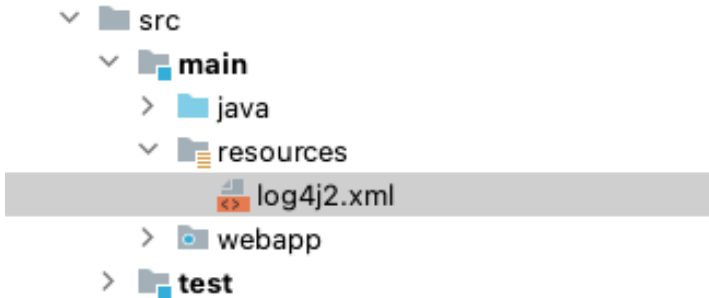 src
main
java
resources
log4j2.xml
webapp
test